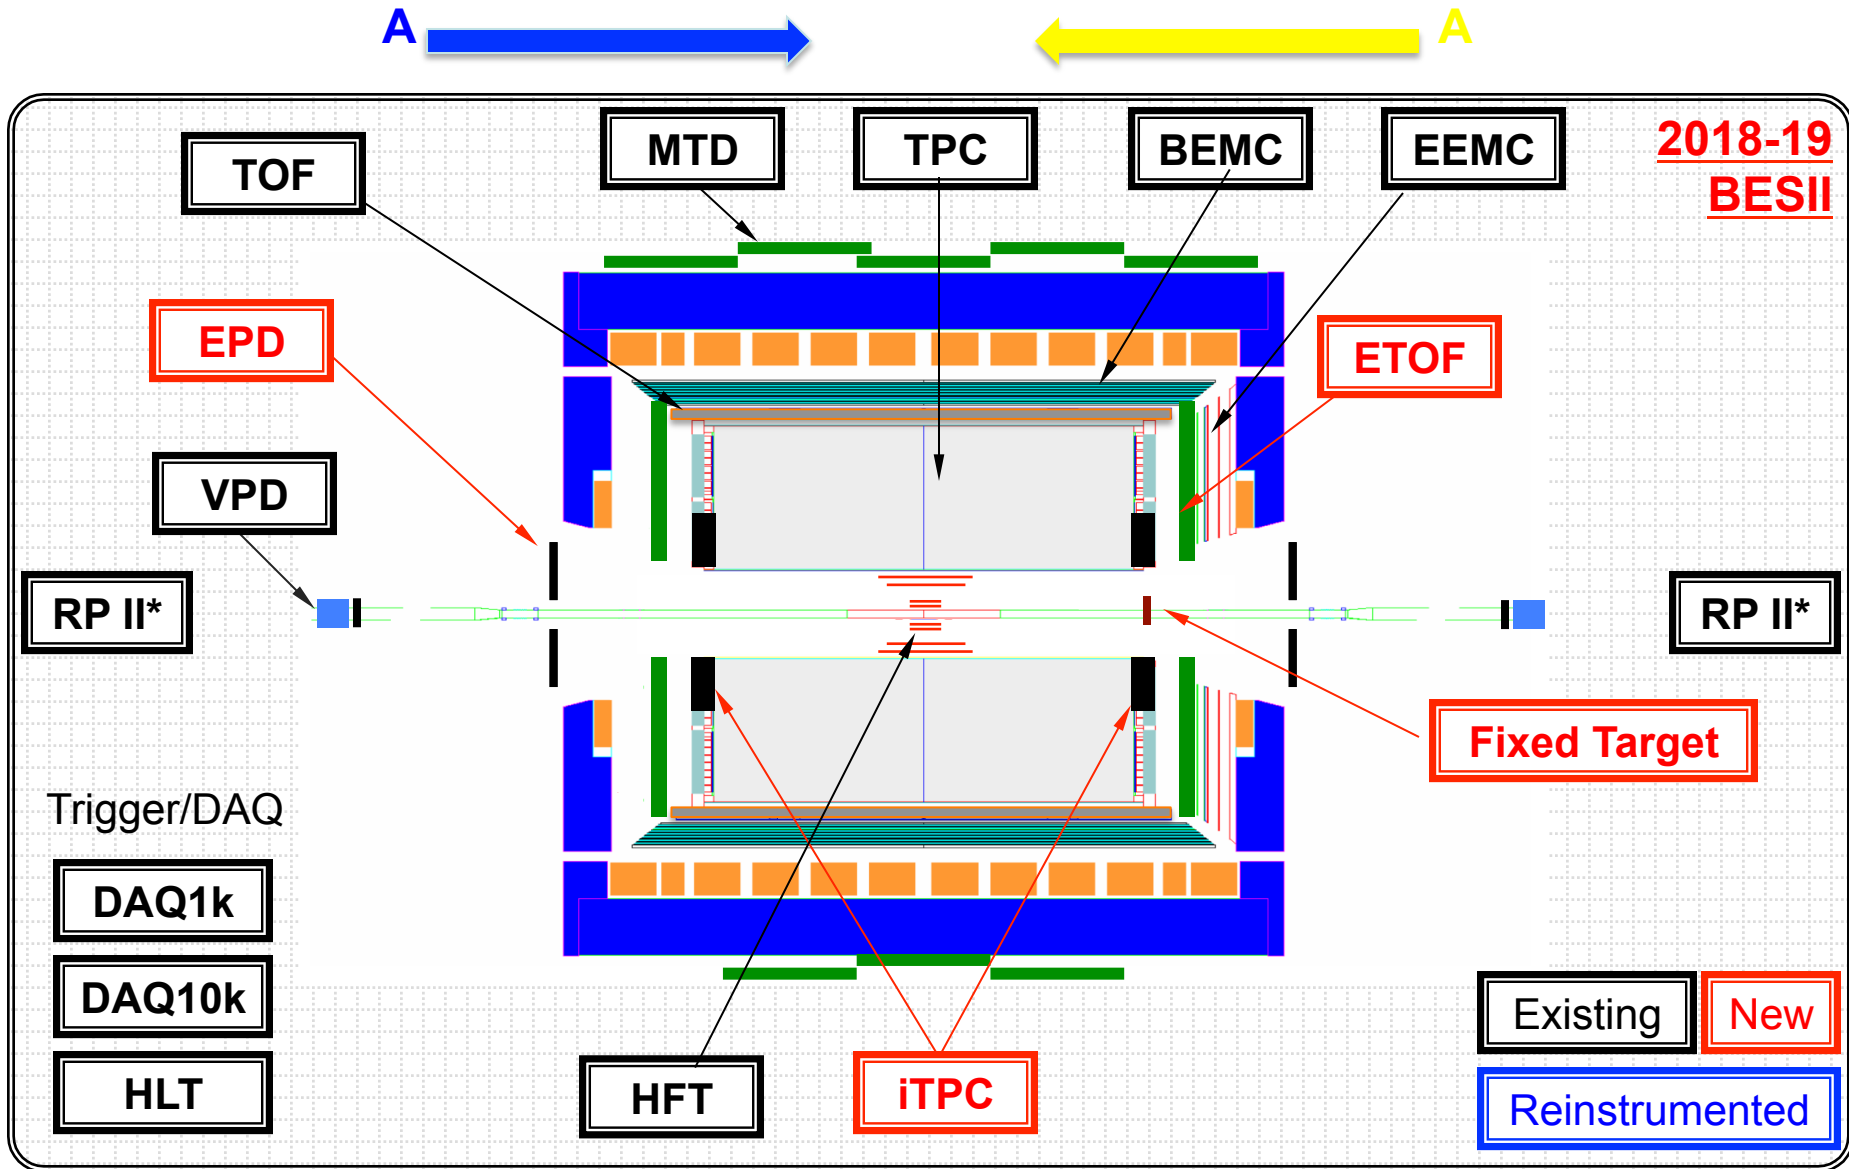 A
A
2018-19
BESII
MTD
TPC
BEMC
EEMC
TOF
EPD
ETOF
VPD
RP II*
RP II*
Fixed Target
Trigger/DAQ
DAQ1k
DAQ10k
HLT
HFT
iTPC
Existing
New
Reinstrumented